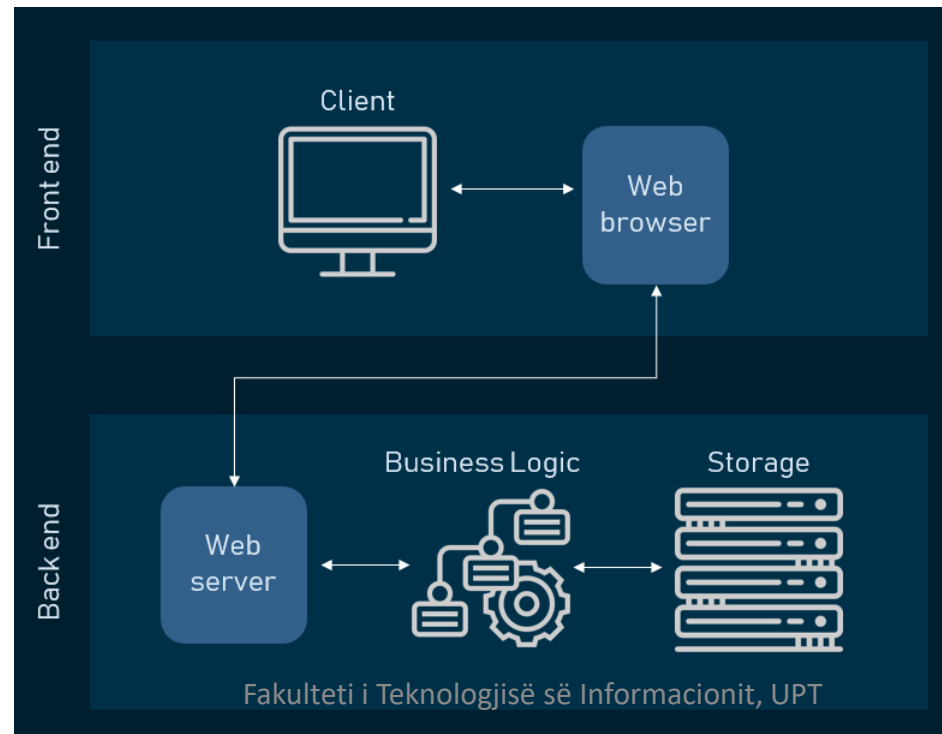 Front end
Client
Web
browser
Back end
Business Logic
Storage
Web
server
Fakulteti i Teknologjisë së Informacionit, UPT